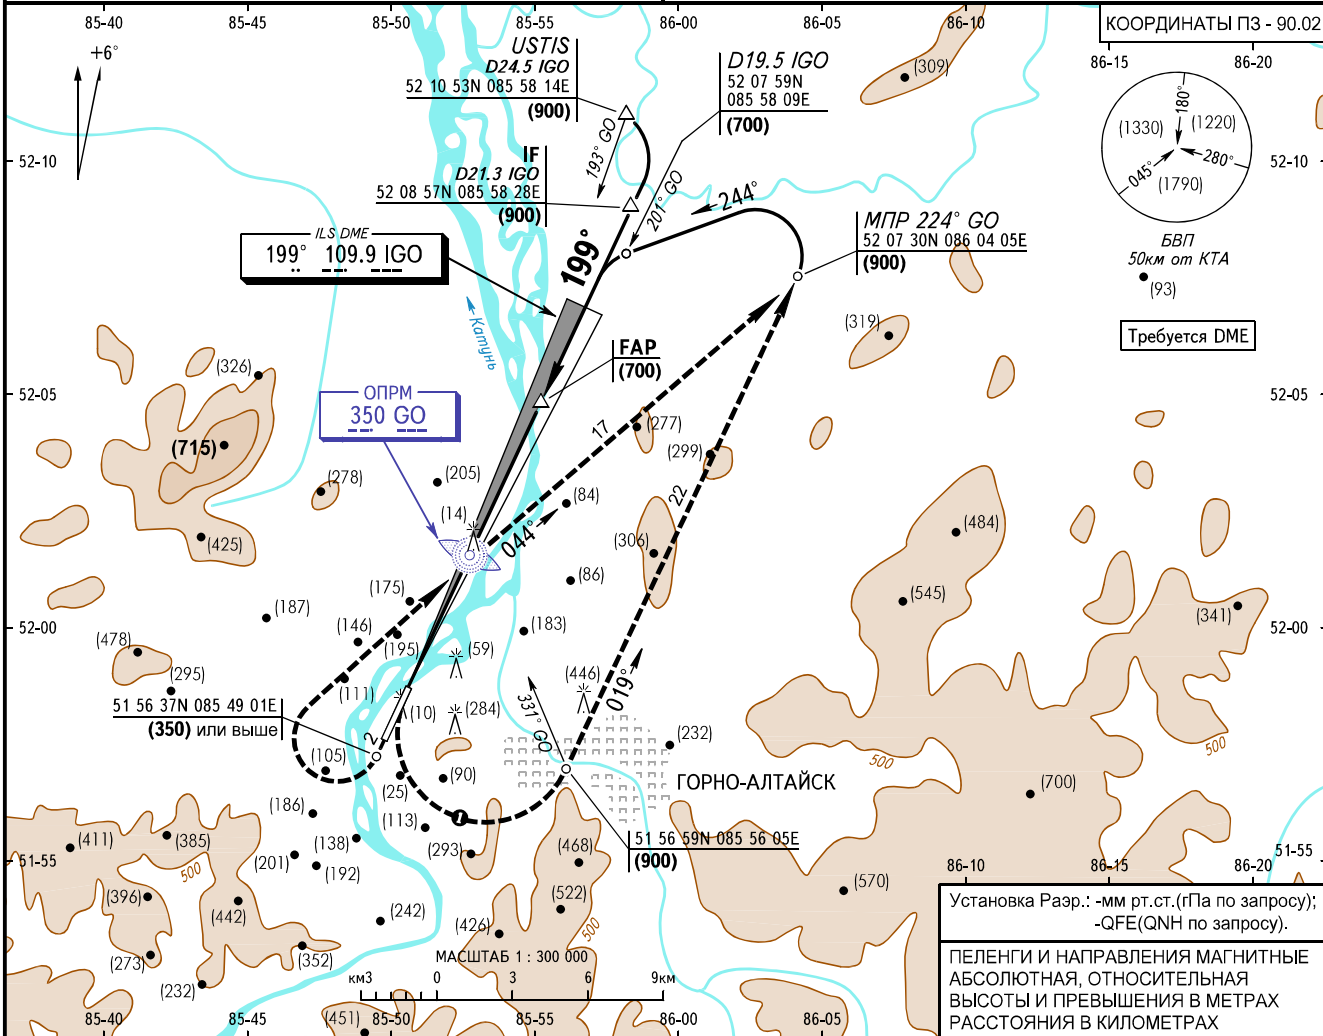 85-40
85-45
85-50
85-55
86-00
86-05
86-10
КООРДИНАТЫ ПЗ - 90.02
+6°
USTIS
D24.5 IGO
52 10 53N 085 58 14E
(900)
D19.5 IGO
52 07 59N
085 58 09E
(700)
(309)
86-15
86-20
180°
(1330)
(1220)
280°
045°
(1790)
БВП
50км от КТА
(93)
Требуется DME
52-10
52-10
193° GO
IF
D21.3 IGO
52 08 57N 085 58 28E
(900)
201° GO
244°
МПР 224° GO
52 07 30N 086 04 05E
(900)
ILS DME
199° 109.9 IGO
199°
Катунь
(319)
FAP
(700)
(326)
52-05
52-05
ОПРМ
350 GO
(715)
17
(277)
(299)
(278)
(205)
22
(84)
(14)
044°
(484)
(425)
(306)
(86)
(545)
(175)
(187)
(341)
(146)
(195)
(183)
52-00
52-00
(478)
(59)
(295)
(111)
(446)
019°
51 56 37N 085 49 01E
(350) или выше
(10)
(284)
331° GO
2
(232)
500
500
(105)
(90)
ГОРНО-АЛТАЙСК
(700)
(25)
(186)
1
(113)
51 56 59N 085 56 05E
(900)
(411)
(385)
(138)
(293)
(468)
51-55
51-55
(201)
(192)
500
86-10
86-15
86-20
(570)
(396)
(442)
(522)
(242)
(426)
500
Установка Разр.: -мм рт.ст.(гПа по запросу);
-QFE(QNH по запросу).
(273)
(352)
МАСШТАБ 1 : 300 000
(232)
км3 0 3 6 9км
ПЕЛЕНГИ И НАПРАВЛЕНИЯ МАГНИТНЫЕ
АБСОЛЮТНАЯ, ОТНОСИТЕЛЬНАЯ
ВЫСОТЫ И ПРЕВЫШЕНИЯ В МЕТРАХ
РАССТОЯНИЯ В КИЛОМЕТРАХ
85-40
85-45
(451)
85-50
85-55
86-00
86-05